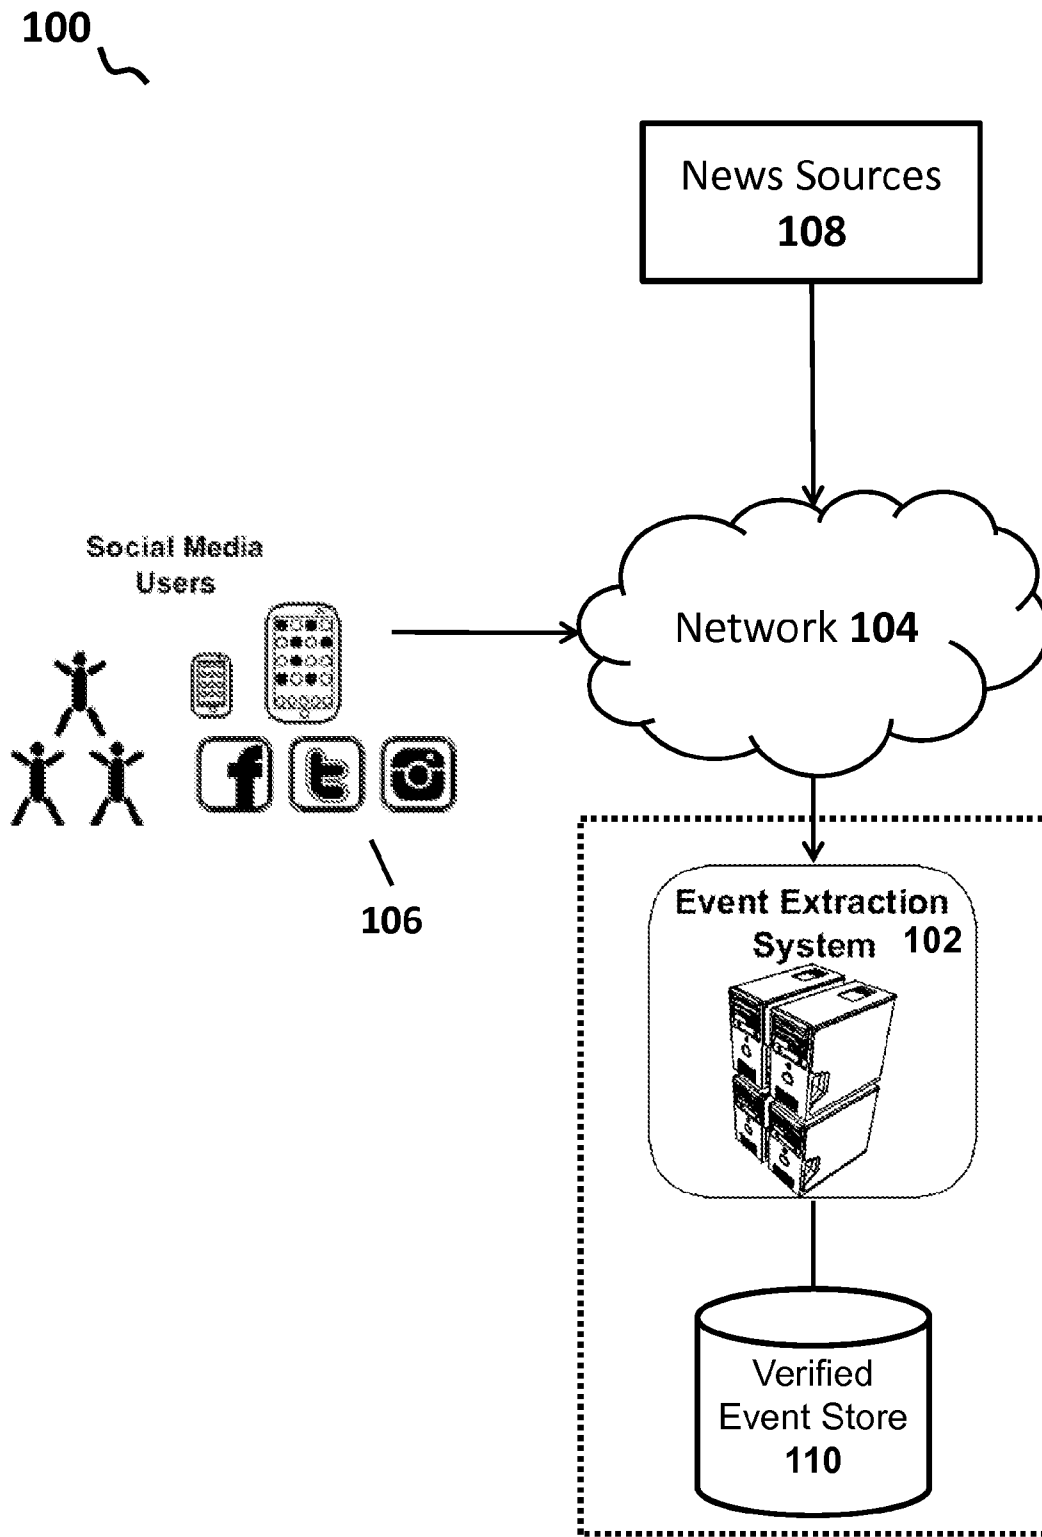 100
News Sources
108
Social Media
Users
Network 104
106
Event Extraction
System 102
Verified
Event Store
110